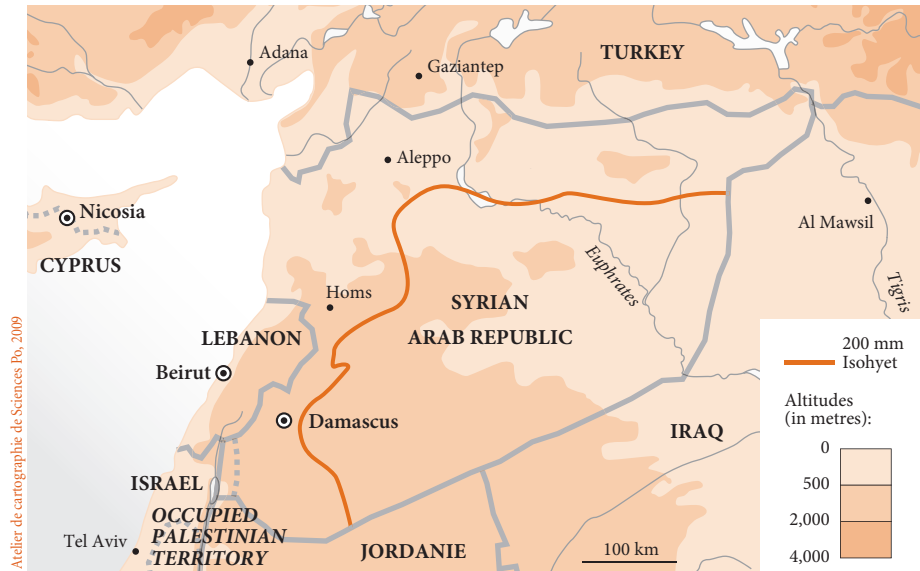 Adana
TURKEY
Gaziantep
Aleppo
Nicosia
Al Mawsil
CYPRUS
Euphrates
Tigris
Homs
SYRIAN
ARAB REPUBLIC
LEBANON
Beirut
Damascus
IRAQ
ISRAEL
OCCUPIED
PALESTINIAN
TERRITORY
Tel Aviv
JORDANIE
100 km
200 mm
Isohyet
Altitudes
(in metres):
0
500
2,000
4,000
Atelier de cartographie de Sciences Po, 2009